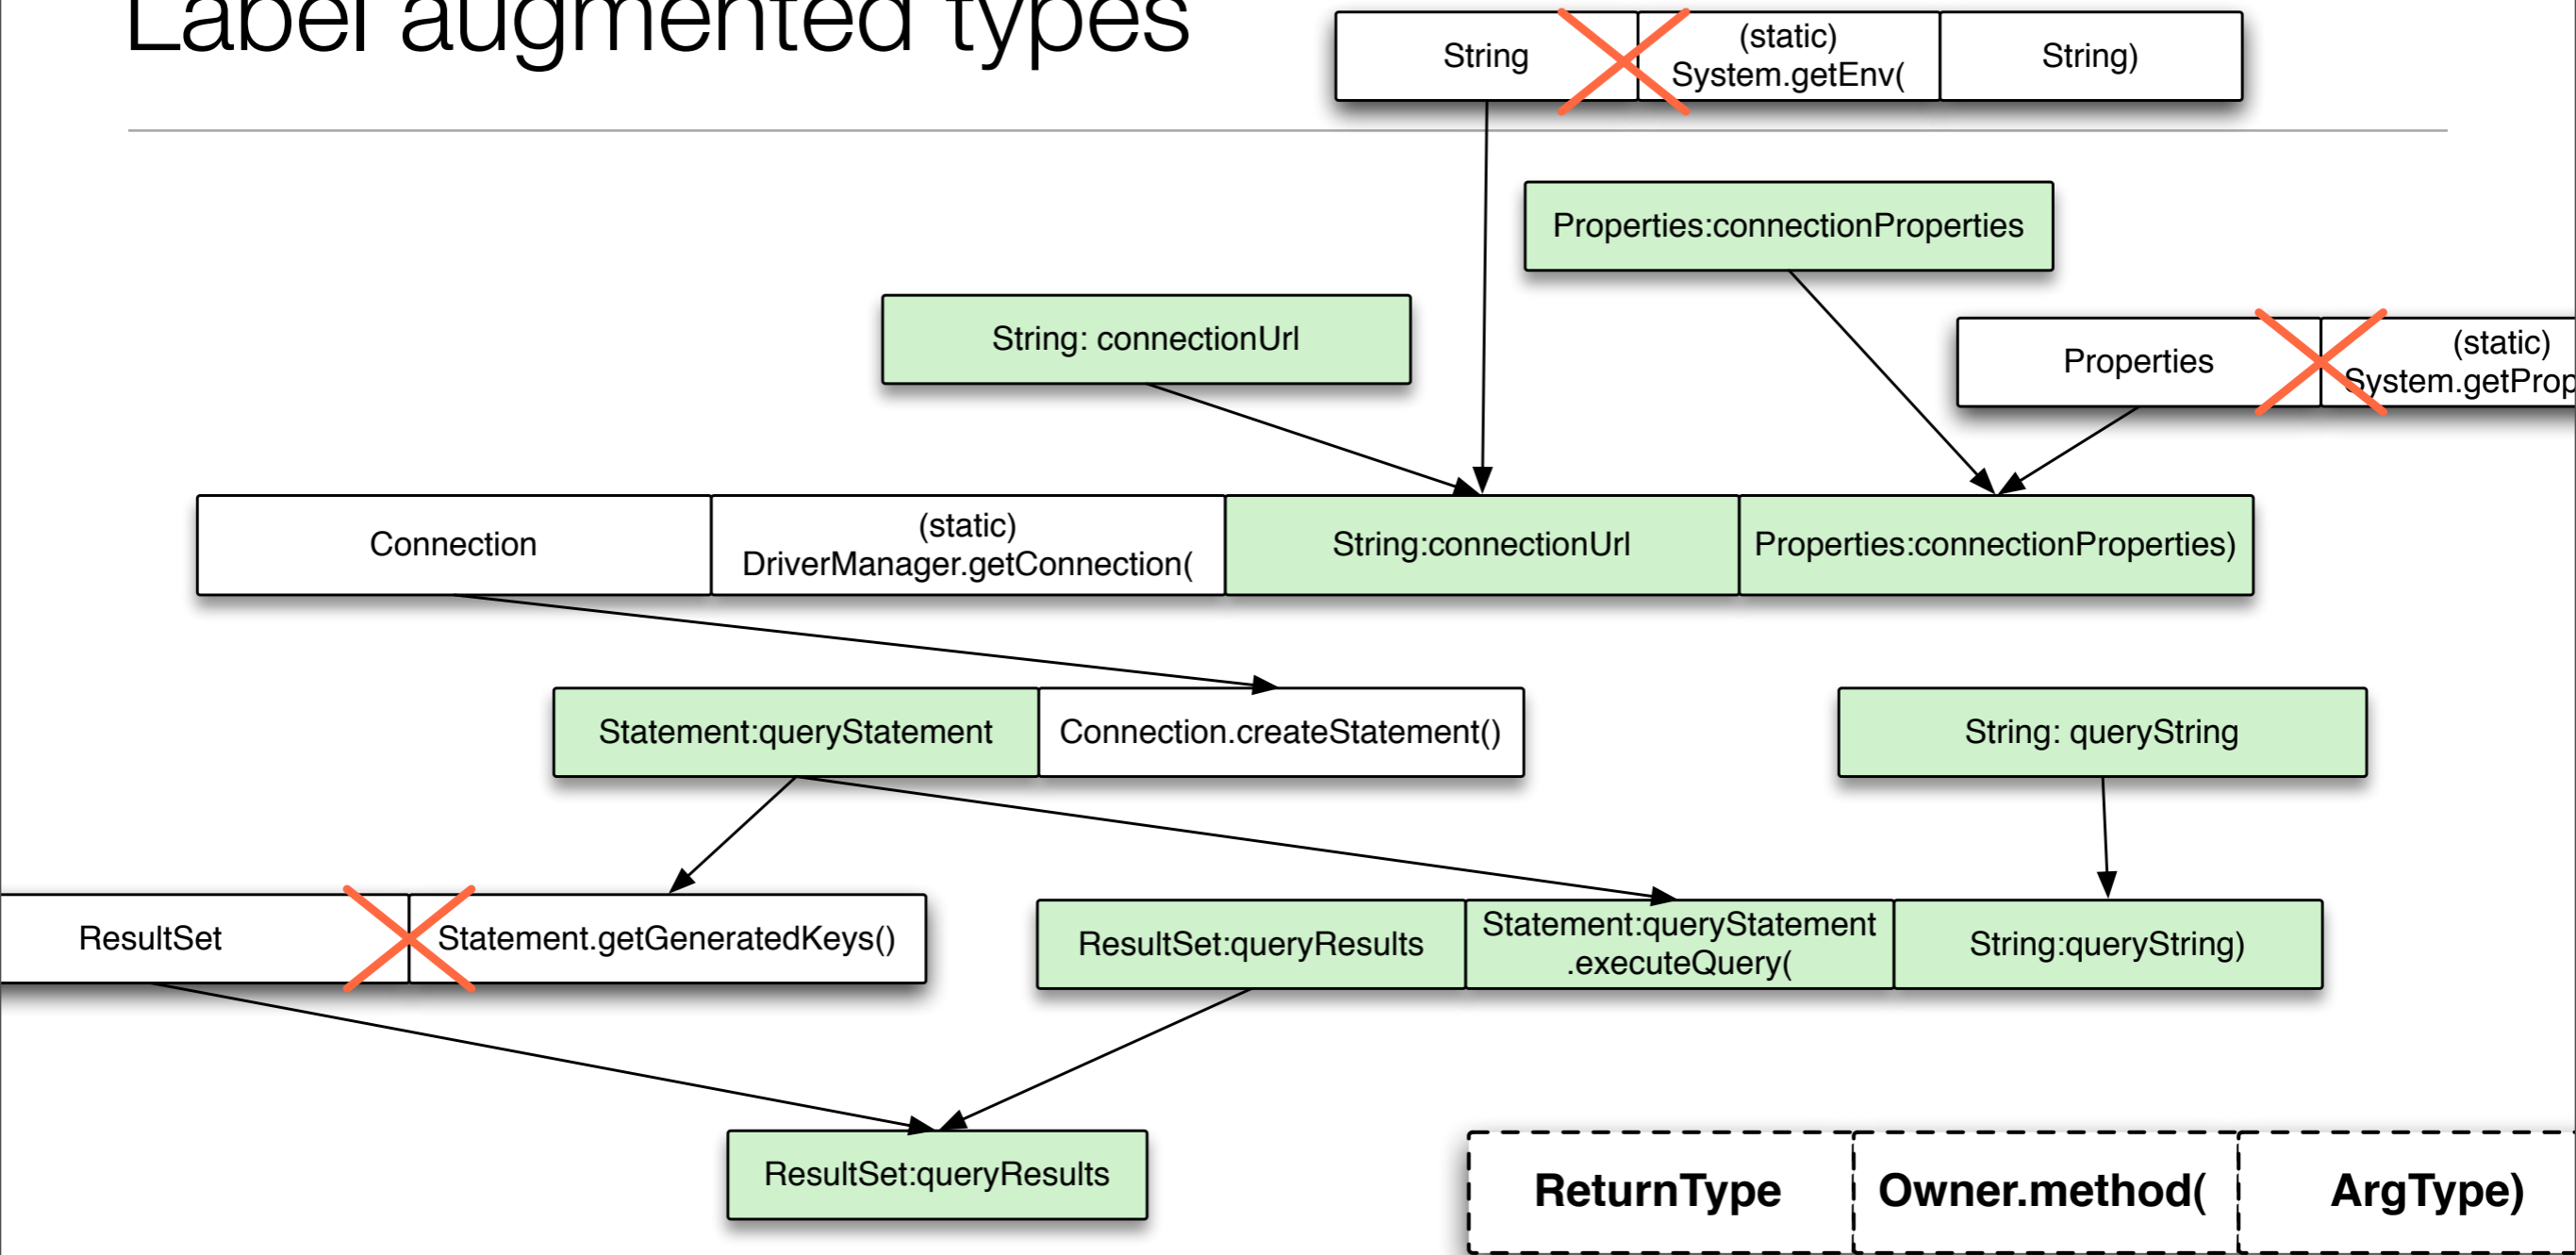 Label augmented types
String
(static)
System.getEnv(
String)
Properties:connectionProperties
String: connectionUrl
Properties
(static)
System.getProp
Connection
(static)
DriverManager.getConnection(
String:connectionUrl
Properties:connectionProperties)
Statement:queryStatement
Connection.createStatement()
String: queryString
ResultSet
Statement.getGeneratedKeys()
ResultSet:queryResults
Statement:queryStatement
.executeQuery(
String:queryString)
ResultSet:queryResults
ReturnType
Owner.method(
ArgType)